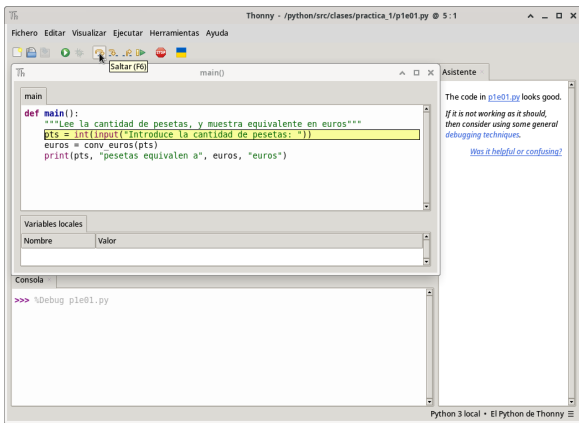 Thonny - /python/src/clases/practica_1/p1e01.py @ 5 : 1
Fichero Editar Visualizar Ejecutar Herramientas Ayuda
STOP
Saltar (F6)
main()
Asistente
main
def main():
"""Lee la cantidad de pesetas, y muestra equivalente en euros"""
pts = int(input("Introduce la cantidad de pesetas: "))
euros = conv_euros(pts)
print(pts, "pesetas equivalen a", euros, "euros")
The code in p1e01.py looks good.
If it is not working as it should,
then consider using some general
debugging techniques.
Was it helpful or confusing?
Variables locales
Nombre Valor
Consola
>>> %Debug p1e01.py
Python 3 local • El Python de Thonny ☰